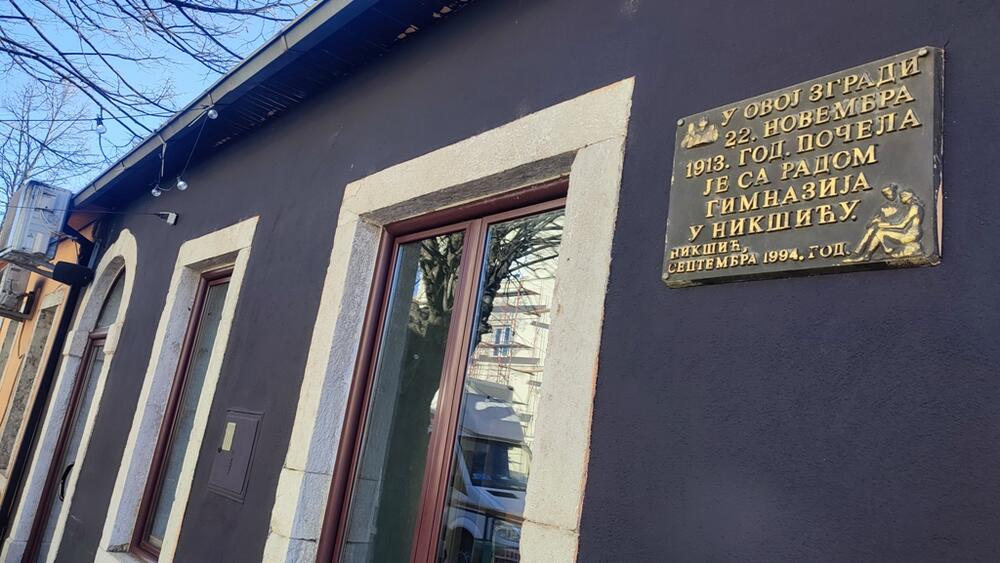 У ОВОЈ ЗГРАДИ
22. НОВЕМБРА
1913. ГОД. ПОЧЕЛА
ЈЕ СА РАДОМ
ГИМНАЗИЈА
У НИКШИЋУ.
НИКШИЋ,
СЕПТЕМБРА 1994. ГОД.